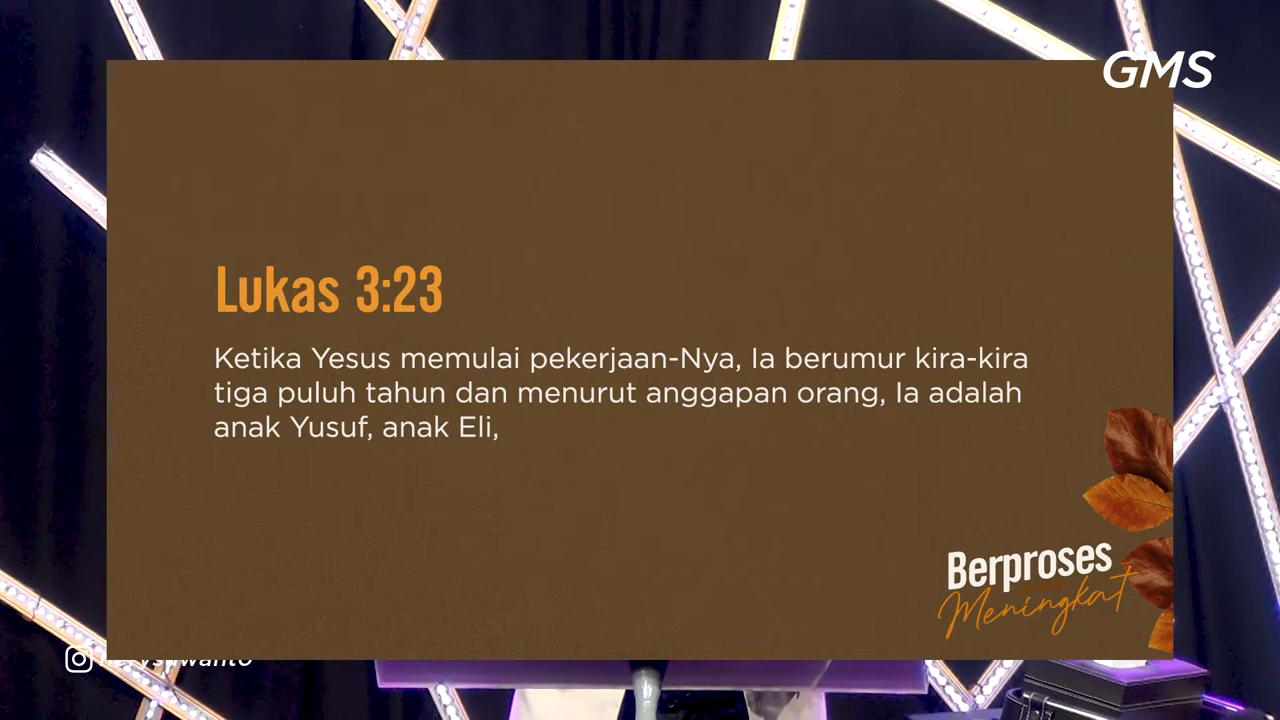 GMS
Lukas 3:23
Ketika Yesus memulai pekerjaan-Nya, Ia berumur kira-kira
tiga puluh tahun dan menurut anggapan orang, Ia adalah
anak Yusuf, anak Eli,
Berproses
Meningkat